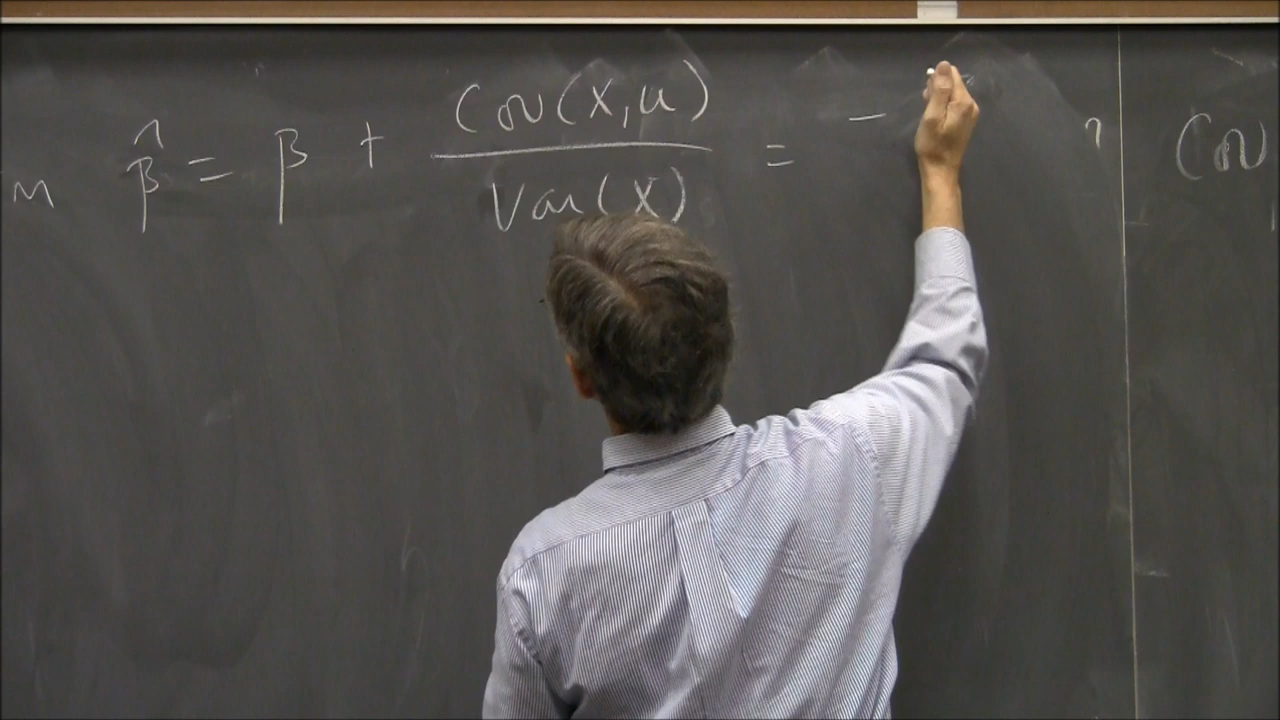 m β̂ = β + Cov(X,u) / Var(X) = −
Cov